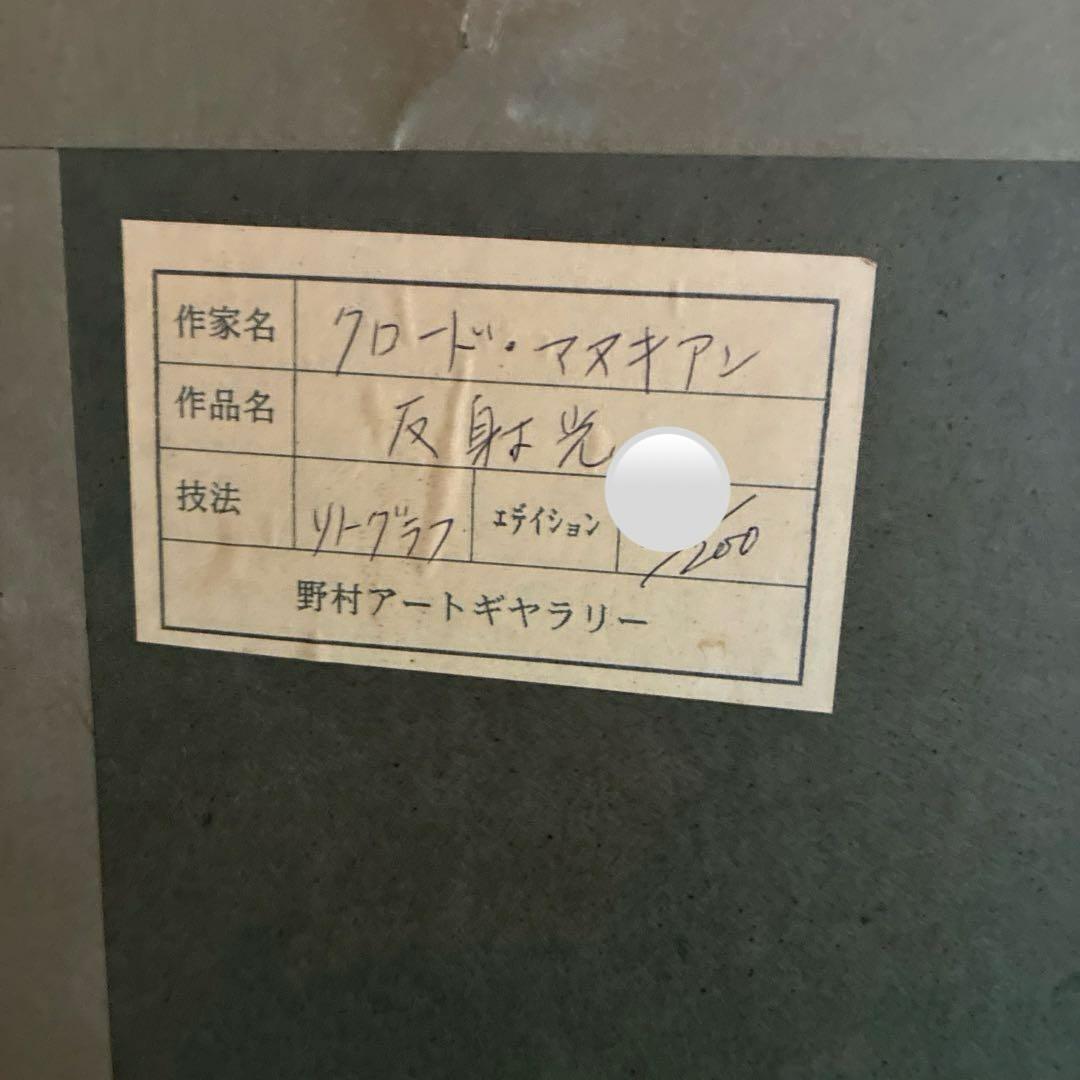 作家名 クロード・マヌキアン
作品名 反射光
技法 リトグラフ エデイション /200
野村アートギャラリー